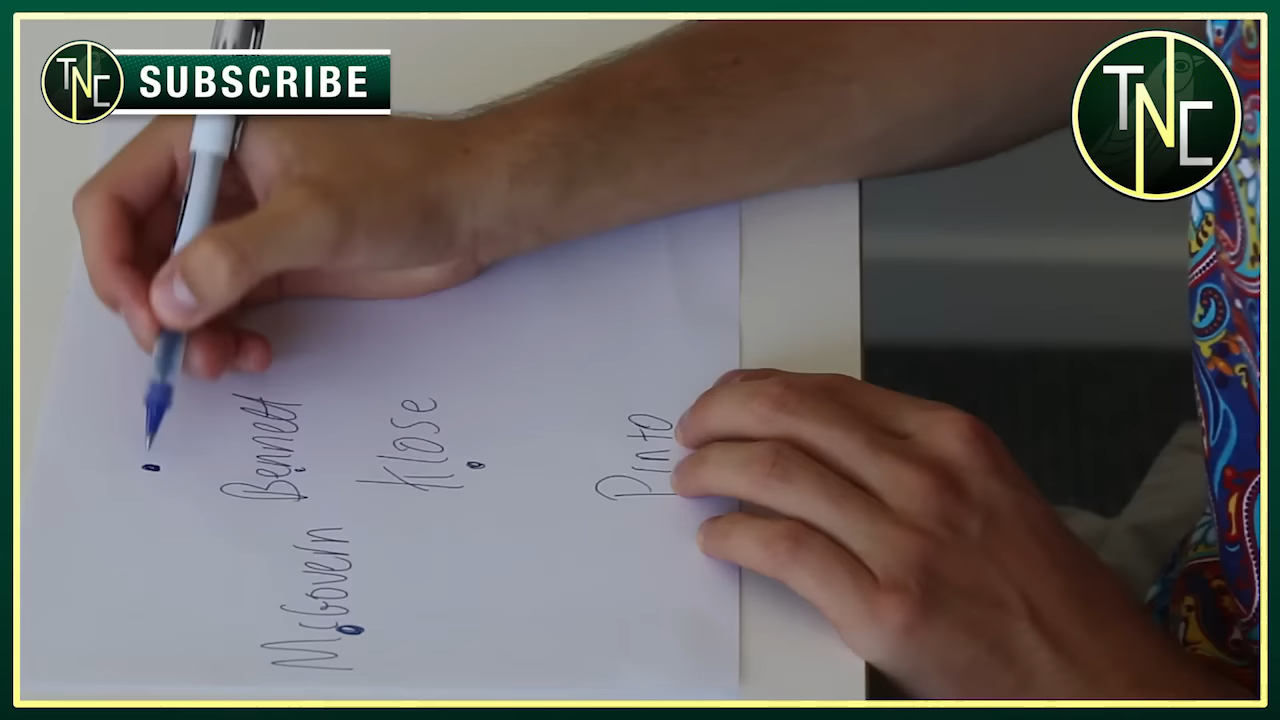 TNC SUBSCRIBE
TNC
Bennett
McGovern
Klose
Pinto